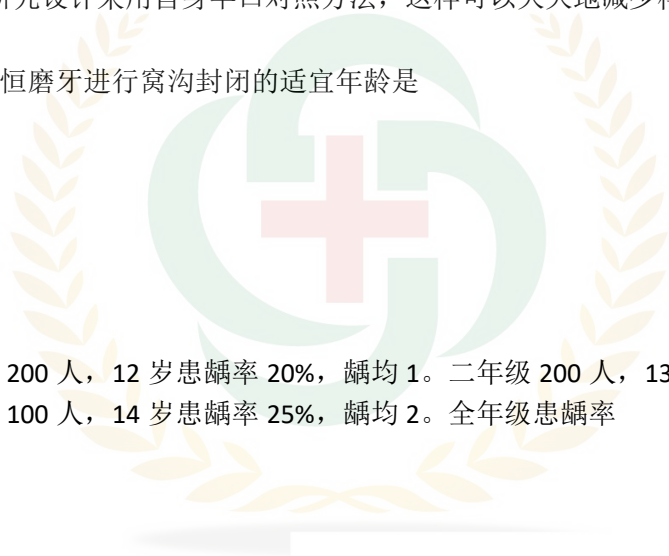 研究设计采用自身半口对照方法，这种可以大大地减少样
恒磨牙进行窝沟封闭的适宜年龄是
200 人，12 岁患龋率 20%，龋均 1。二年级 200 人，13
100 人，14 岁患龋率 25%，龋均 2。全年级患龋率